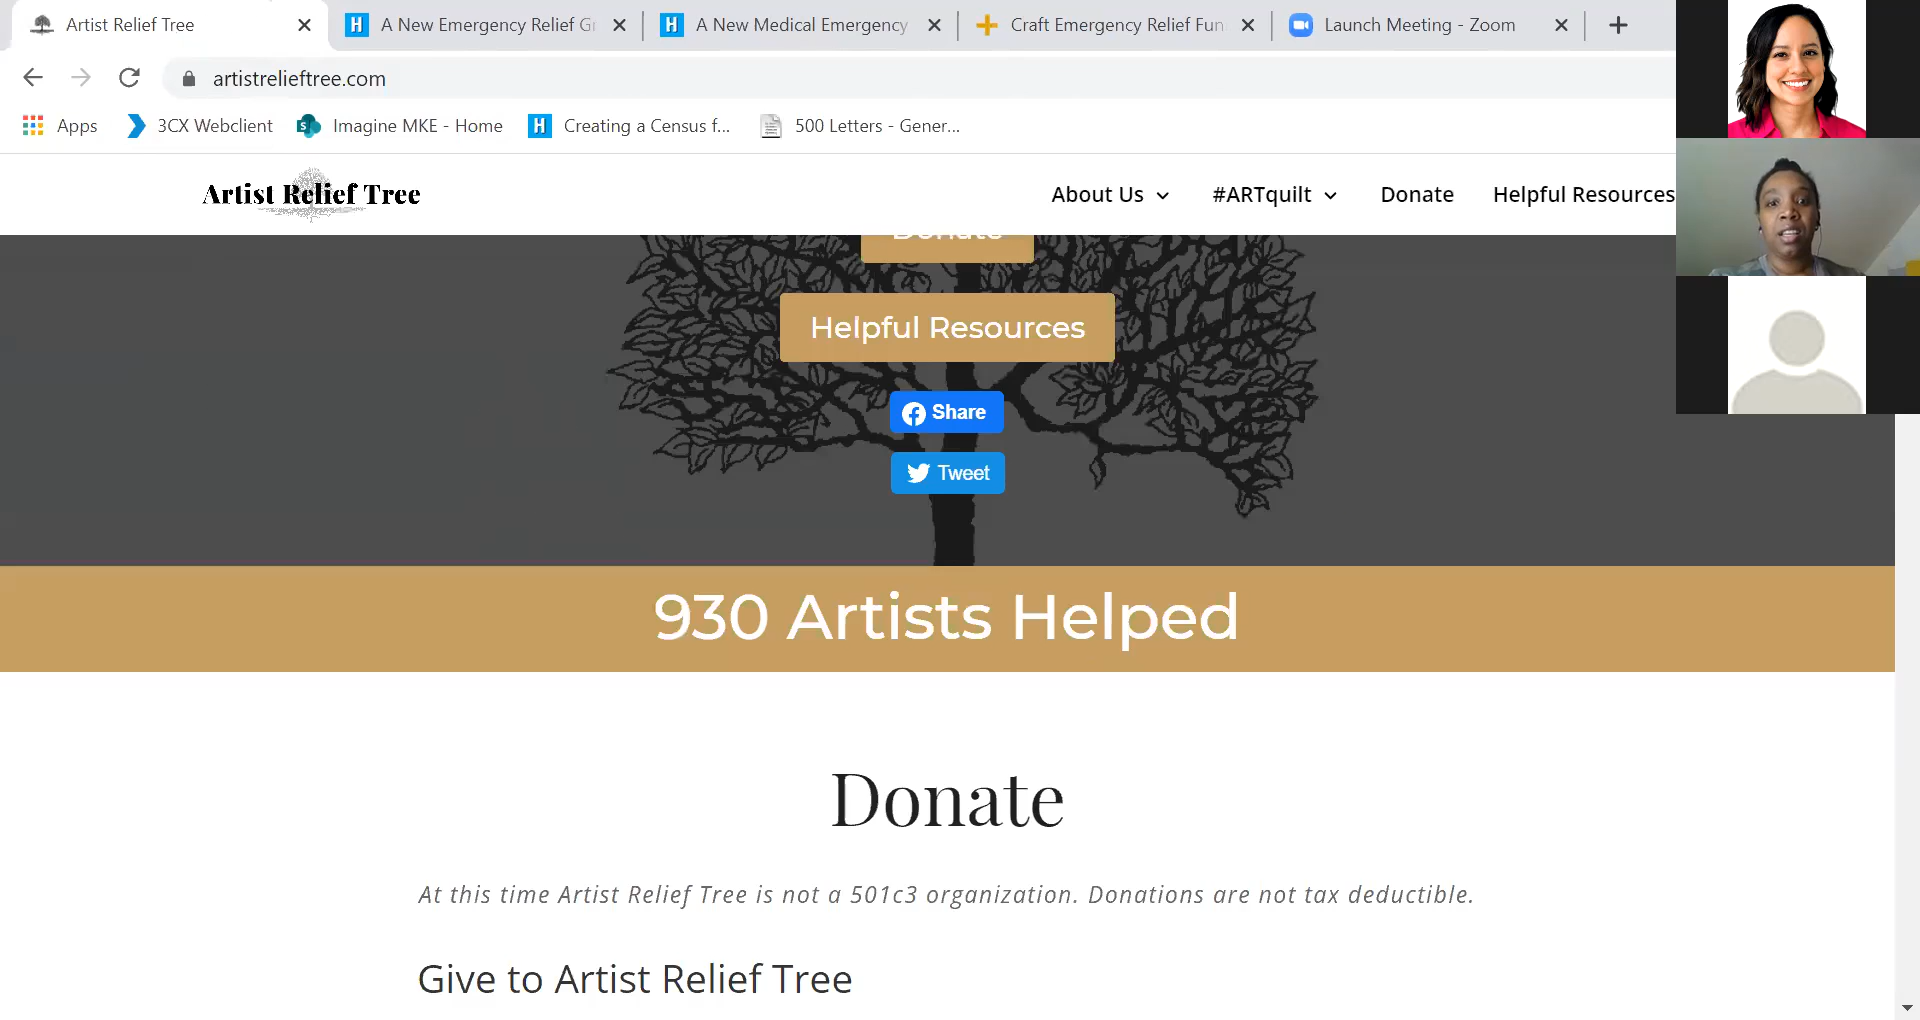 Artist Relief Tree
A New Emergency Relief Gr
A New Medical Emergency
Craft Emergency Relief Fun
Launch Meeting - Zoom
artistrelieftree.com
Apps
3CX Webclient
Imagine MKE - Home
Creating a Census f...
500 Letters - Gener...
Artist Relief Tree
About Us
#ARTquilt
Donate
Helpful Resources
Donate
Helpful Resources
Share
Tweet
930 Artists Helped
Donate
At this time Artist Relief Tree is not a 501c3 organization. Donations are not tax deductible.
Give to Artist Relief Tree